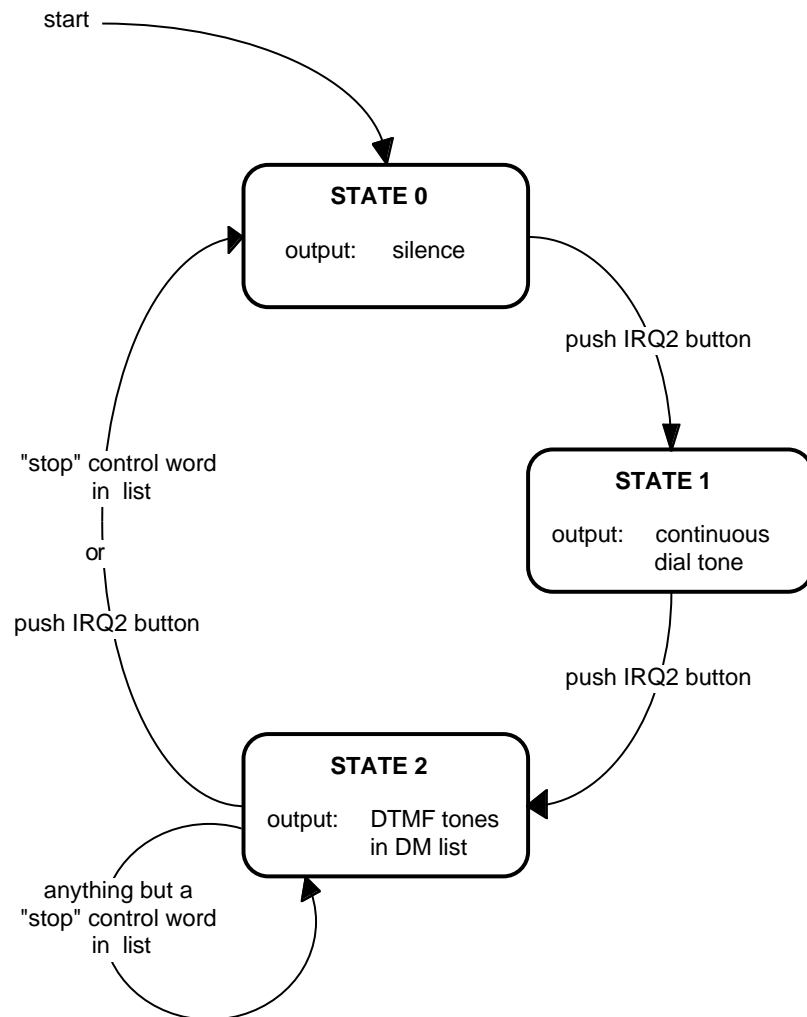 start
STATE 0
output: silence
push IRQ2 button
"stop" control word
in list
or
push IRQ2 button
STATE 1
output: continuous
dial tone
push IRQ2 button
STATE 2
output: DTMF tones
in DM list
anything but a
"stop" control word
in list